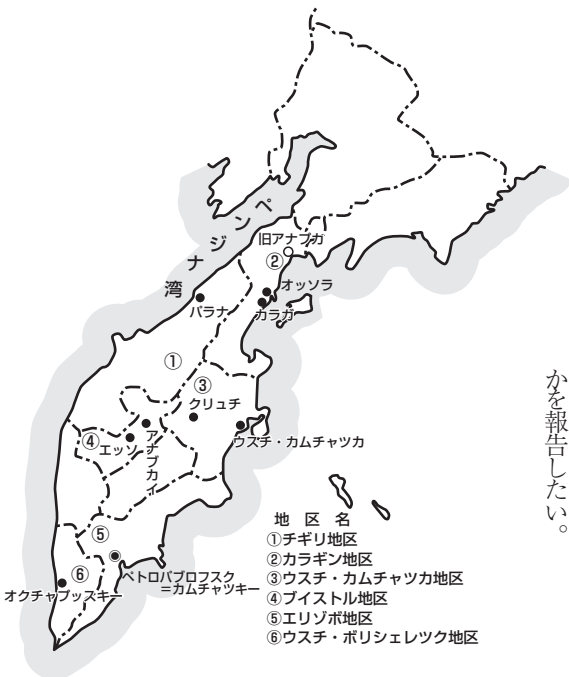 ペンジナ湾
旧アナプカ
②
オッソラ
カラガ
パラナ
①
③
クリュチ
ウスチ・カムチャツカ
④
エッソ
アナブカイ
⑤
ペトロパブロフスク
=カムチャツキー
⑥
オクチャブッスキー
地区名
①チギリ地区
②カラギン地区
③ウスチ・カムチャツカ地区
④ブイストル地区
⑤エリゾボ地区
⑥ウスチ・ボリシェレツク地区
かを報告したい。